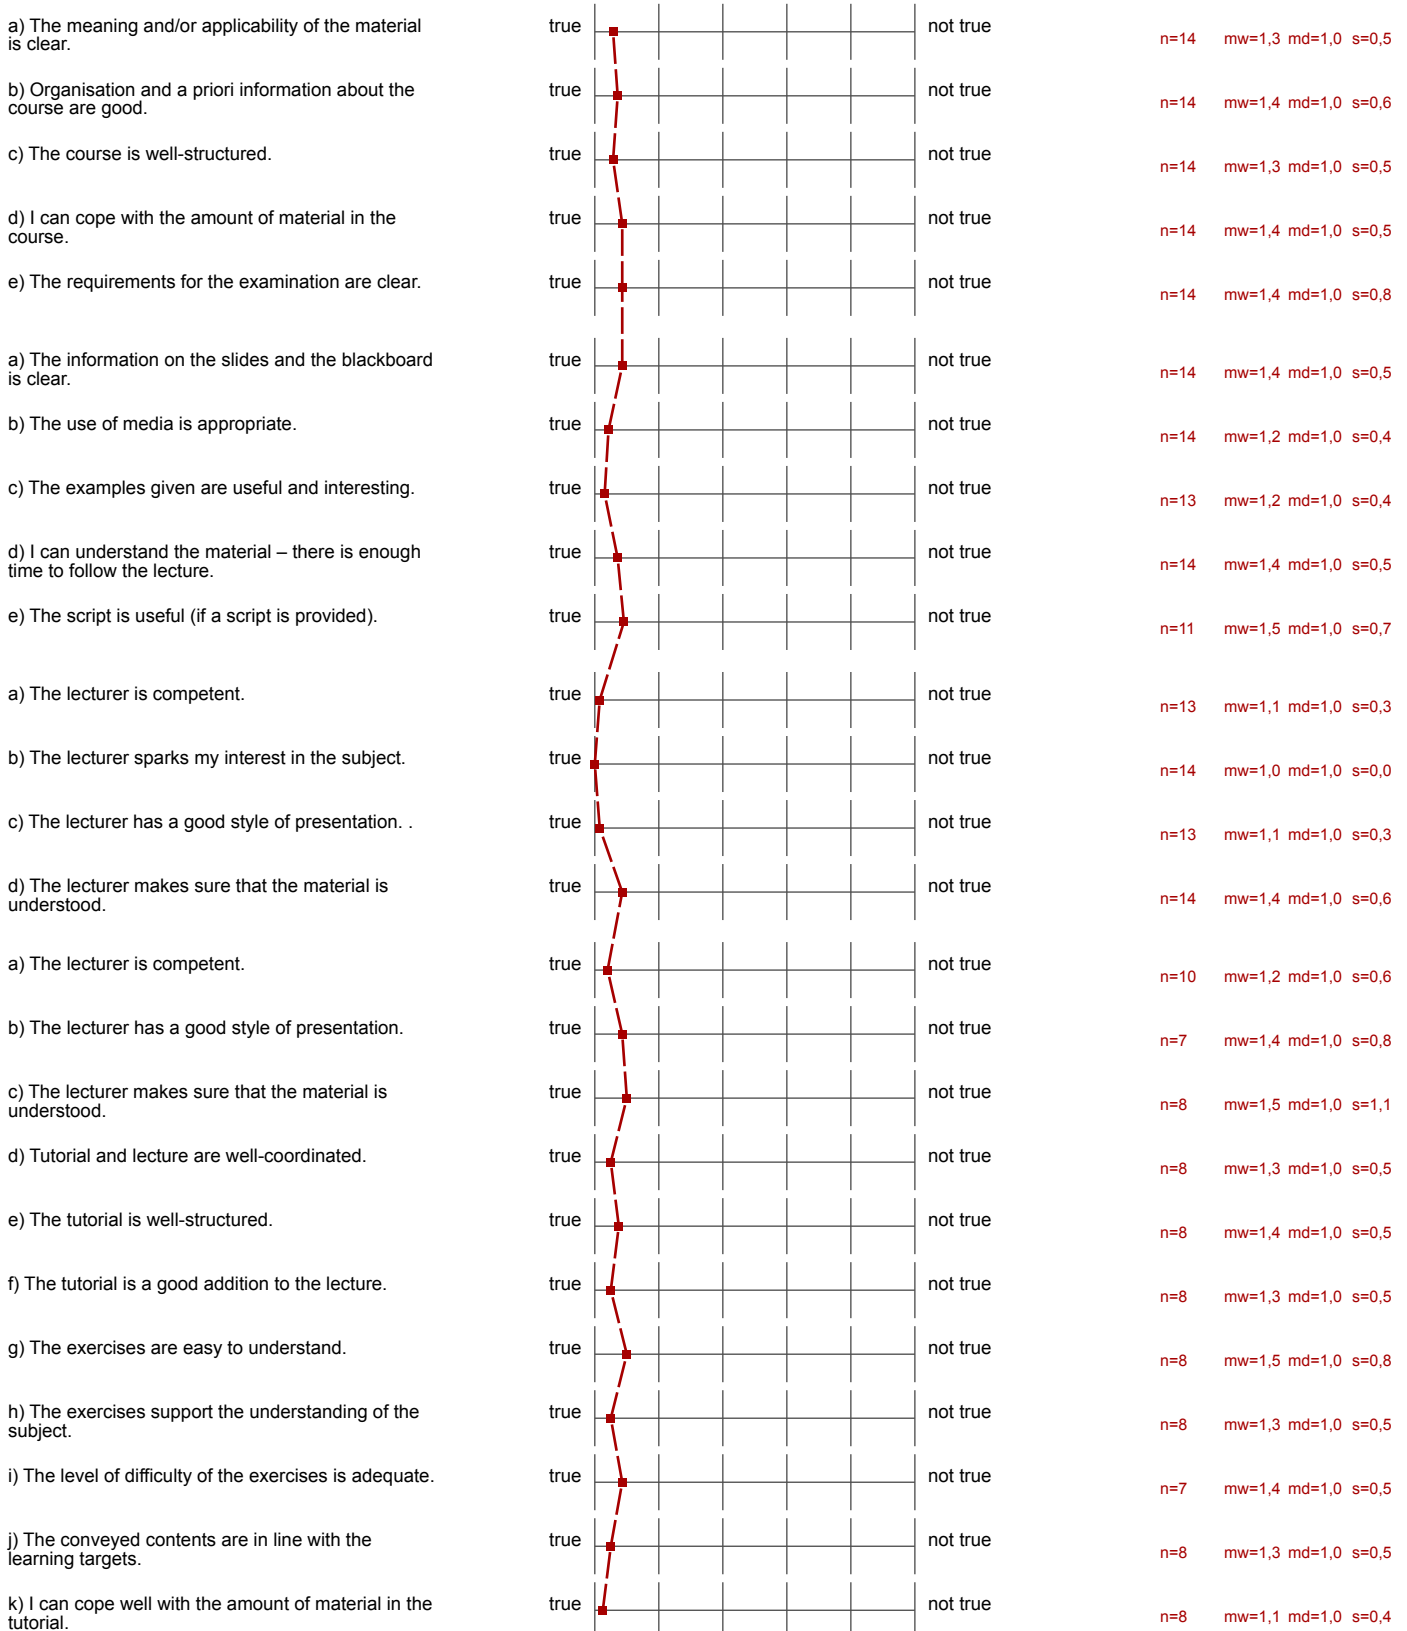 a) The meaning and/or applicability of the material
is clear.
true
not true
n=14 mw=1,3 md=1,0 s=0,5
b) Organisation and a priori information about the
course are good.
true
not true
n=14 mw=1,4 md=1,0 s=0,6
c) The course is well-structured.
true
not true
n=14 mw=1,3 md=1,0 s=0,5
d) I can cope with the amount of material in the
course.
true
not true
n=14 mw=1,4 md=1,0 s=0,5
e) The requirements for the examination are clear.
true
not true
n=14 mw=1,4 md=1,0 s=0,8
a) The information on the slides and the blackboard
is clear.
true
not true
n=14 mw=1,4 md=1,0 s=0,5
b) The use of media is appropriate.
true
not true
n=14 mw=1,2 md=1,0 s=0,4
c) The examples given are useful and interesting.
true
not true
n=13 mw=1,2 md=1,0 s=0,4
d) I can understand the material – there is enough
time to follow the lecture.
true
not true
n=14 mw=1,4 md=1,0 s=0,5
e) The script is useful (if a script is provided).
true
not true
n=11 mw=1,5 md=1,0 s=0,7
a) The lecturer is competent.
true
not true
n=13 mw=1,1 md=1,0 s=0,3
b) The lecturer sparks my interest in the subject.
true
not true
n=14 mw=1,0 md=1,0 s=0,0
c) The lecturer has a good style of presentation. .
true
not true
n=13 mw=1,1 md=1,0 s=0,3
d) The lecturer makes sure that the material is
understood.
true
not true
n=14 mw=1,4 md=1,0 s=0,6
a) The lecturer is competent.
true
not true
n=10 mw=1,2 md=1,0 s=0,6
b) The lecturer has a good style of presentation.
true
not true
n=7 mw=1,4 md=1,0 s=0,8
c) The lecturer makes sure that the material is
understood.
true
not true
n=8 mw=1,5 md=1,0 s=1,1
d) Tutorial and lecture are well-coordinated.
true
not true
n=8 mw=1,3 md=1,0 s=0,5
e) The tutorial is well-structured.
true
not true
n=8 mw=1,4 md=1,0 s=0,5
f) The tutorial is a good addition to the lecture.
true
not true
n=8 mw=1,3 md=1,0 s=0,5
g) The exercises are easy to understand.
true
not true
n=8 mw=1,5 md=1,0 s=0,8
h) The exercises support the understanding of the
subject.
true
not true
n=8 mw=1,3 md=1,0 s=0,5
i) The level of difficulty of the exercises is adequate.
true
not true
n=7 mw=1,4 md=1,0 s=0,5
j) The conveyed contents are in line with the
learning targets.
true
not true
n=8 mw=1,3 md=1,0 s=0,5
k) I can cope well with the amount of material in the
tutorial.
true
not true
n=8 mw=1,1 md=1,0 s=0,4